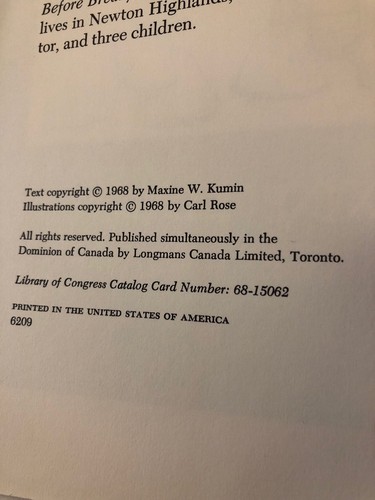 Before
lives in Newton Highlands,
tor, and three children.
Text copyright © 1968 by Maxine W. Kumin
Illustrations copyright © 1968 by Carl Rose
All rights reserved. Published simultaneously in the
Dominion of Canada by Longmans Canada Limited, Toronto.
Library of Congress Catalog Card Number: 68-15062
PRINTED IN THE UNITED STATES OF AMERICA
6209